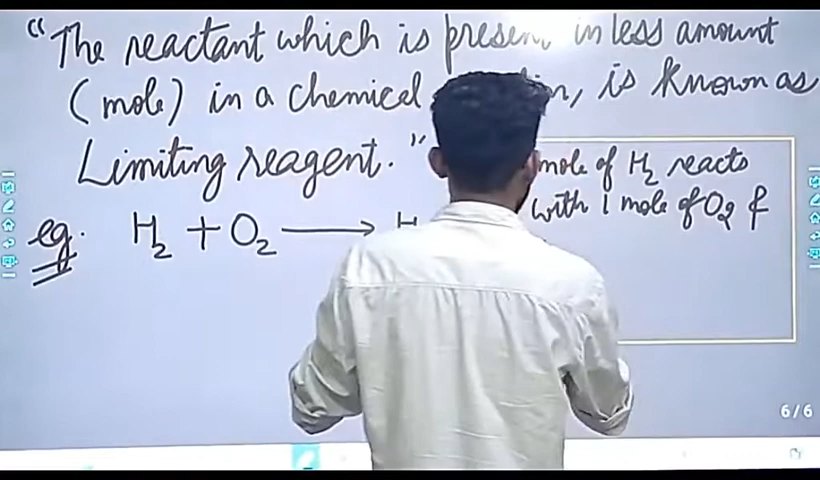 "The reactant which is present in less amount
(mole) in a chemical is known as
Limiting reagent."
mole of H₂ reacts
with 1 mole of O₂ &
eg. H₂ + O₂ ⟶ H
6/6